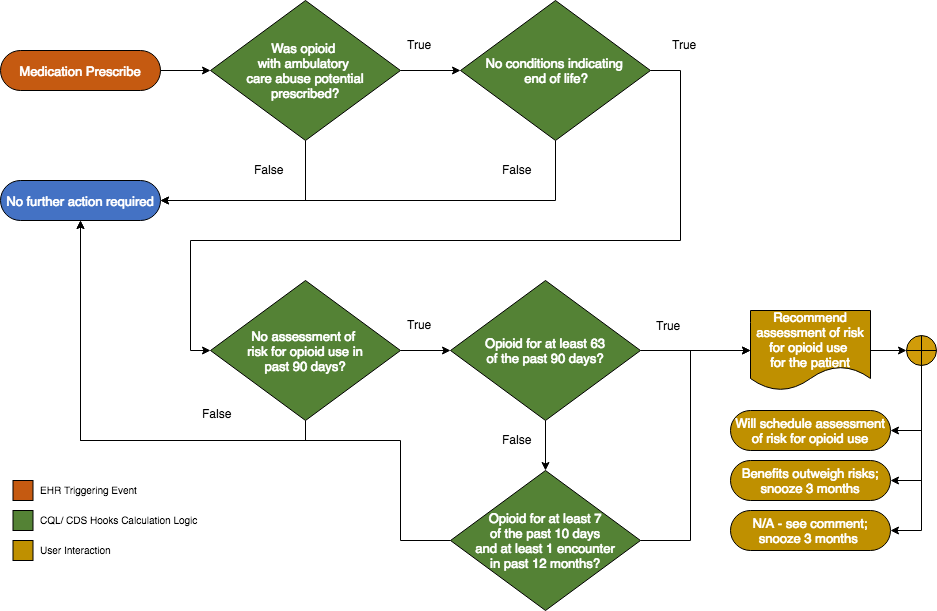 Was opioid
with ambulatory
care abuse potential
prescribed?
True
No conditions indicating
end of life?
True
Medication Prescribe
False
False
No further action required
No assessment of
risk for opioid use in
past 90 days?
True
Opioid for at least 63
of the past 90 days?
True
Recommend
assessment of risk
for opioid use
for the patient
False
False
Will schedule assessment
of risk for opioid use
Benefits outweigh risks;
snooze 3 months
N/A - see comment;
snooze 3 months
Opioid for at least 7
of the past 10 days
and at least 1 encounter
in past 12 months?
EHR Triggering Event
CQL/ CDS Hooks Calculation Logic
User Interaction